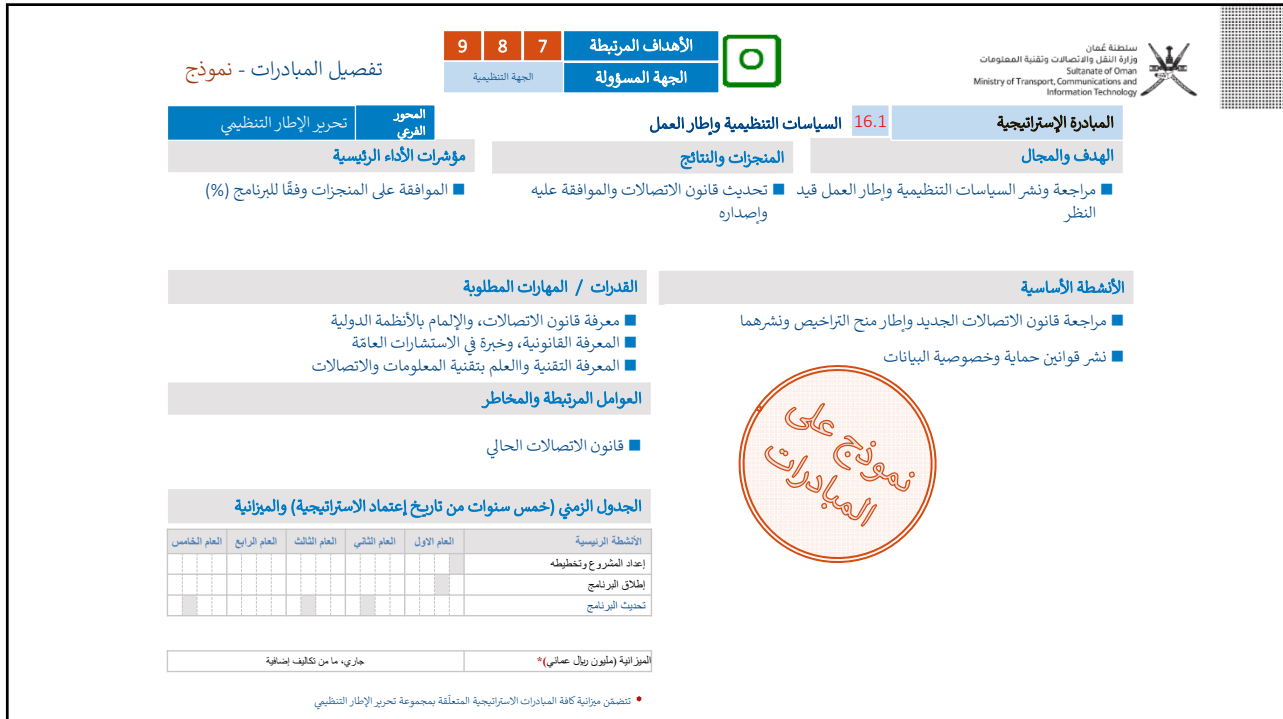 سلطنة عُمان
وزارة النقل والاتصالات وتقنية المعلومات
Sultanate of Oman
Ministry of Transport, Communications and
Information Technology
O
الأهداف المرتبطة 7 8 9
الجهة المسؤولة الجهة التنظيمية
تفصيل المبادرات - نموذج
المبادرة الإستراتيجية 16.1 السياسات التنظيمية وإطار العمل
المحور الفرعي تحرير الإطار التنظيمي
الهدف والمجال
مراجعة ونشر السياسات التنظيمية وإطار العمل قيد
النظر
المنجزات والنتائج
تحديث قانون الاتصالات والموافقة عليه
وإصداره
مؤشرات الأداء الرئيسية
الموافقة على المنجزات وفقًا للبرنامج (%)
الأنشطة الأساسية
مراجعة قانون الاتصالات الجديد وإطار منح التراخيص ونشرهما
نشر قوانين حماية وخصوصية البيانات
نموذج على
المبادرات
القدرات / المهارات المطلوبة
معرفة قانون الاتصالات، والإلمام بالأنظمة الدولية
المعرفة القانونية، وخبرة في الاستشارات العامّة
المعرفة التقنية واالعلم بتقنية المعلومات والاتصالات
العوامل المرتبطة والمخاطر
قانون الاتصالات الحالي
الجدول الزمني (خمس سنوات من تاريخ إعتماد الاستراتيجية) والميزانية
الأنشطة الرئيسية العام الاول العام الثاني العام الثالث العام الرابع العام الخامس
إعداد المشروع وتخطيطه
إطلاق البرنامج
تحديث البرنامج
الميزانية (مليون ريال عماني)* جاري، ما من تكاليف إضافية
* تتضمّن ميزانية كافة المبادرات الاستراتيجية المتعلّقة بمجموعة تحرير الإطار التنظيمي